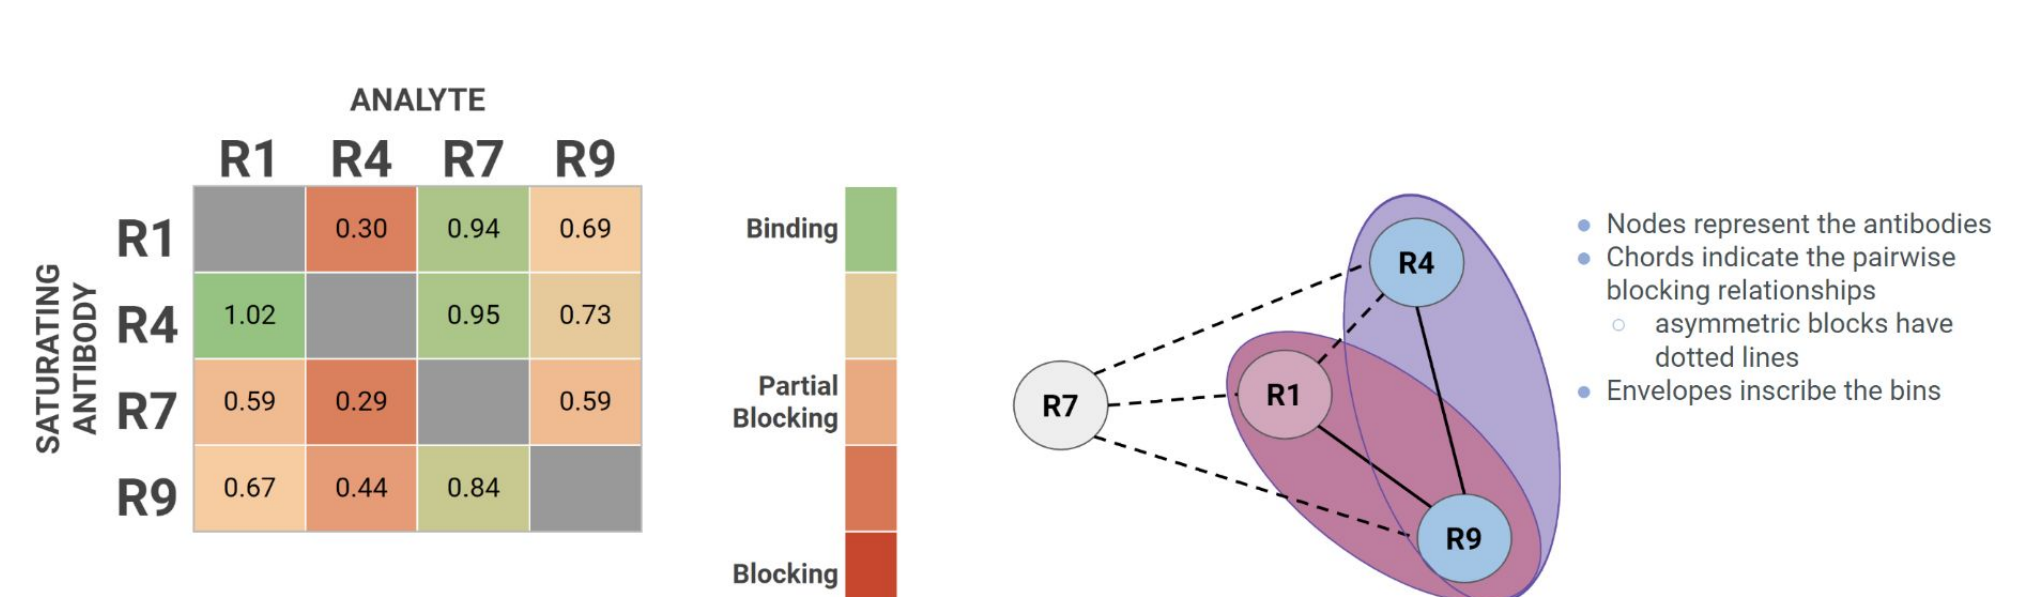 ANALYTE
R1 R4 R7 R9
SATURATING
ANTIBODY
R1 0.30 0.94 0.69
R4 1.02 0.95 0.73
R7 0.59 0.29 0.59
R9 0.67 0.44 0.84
Binding
Partial
Blocking
Blocking
R4
R1
R7
R9
Nodes represent the antibodies
Chords indicate the pairwise
blocking relationships
asymmetric blocks have
dotted lines
Envelopes inscribe the bins